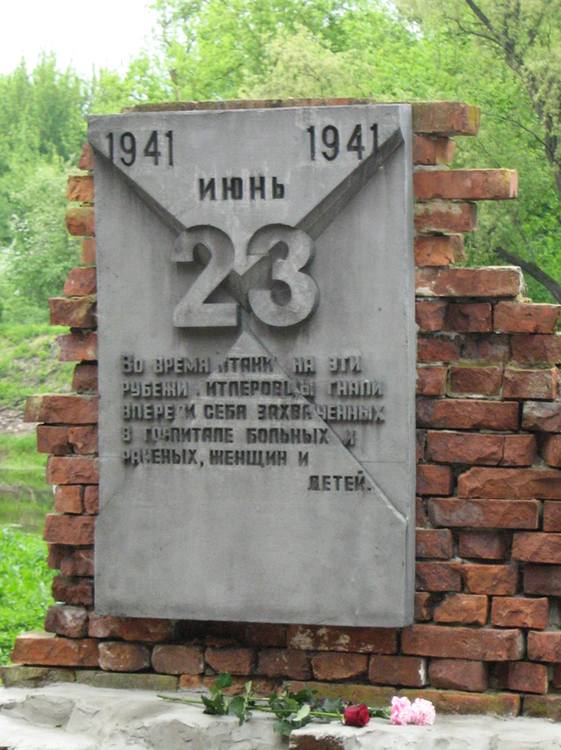 1941 1941
ИЮНЬ
23
ВО ВРЕМЯ АТАКИ НА ЭТИ
РУБЕЖИ ГИТЛЕРОВЦЫ ГНАЛИ
ВПЕРЕДИ СЕБЯ ЗАХВАЧЕННЫХ
В ГОСПИТАЛЕ БОЛЬНЫХ И
РАНЕНЫХ, ЖЕНЩИН И
ДЕТЕЙ.